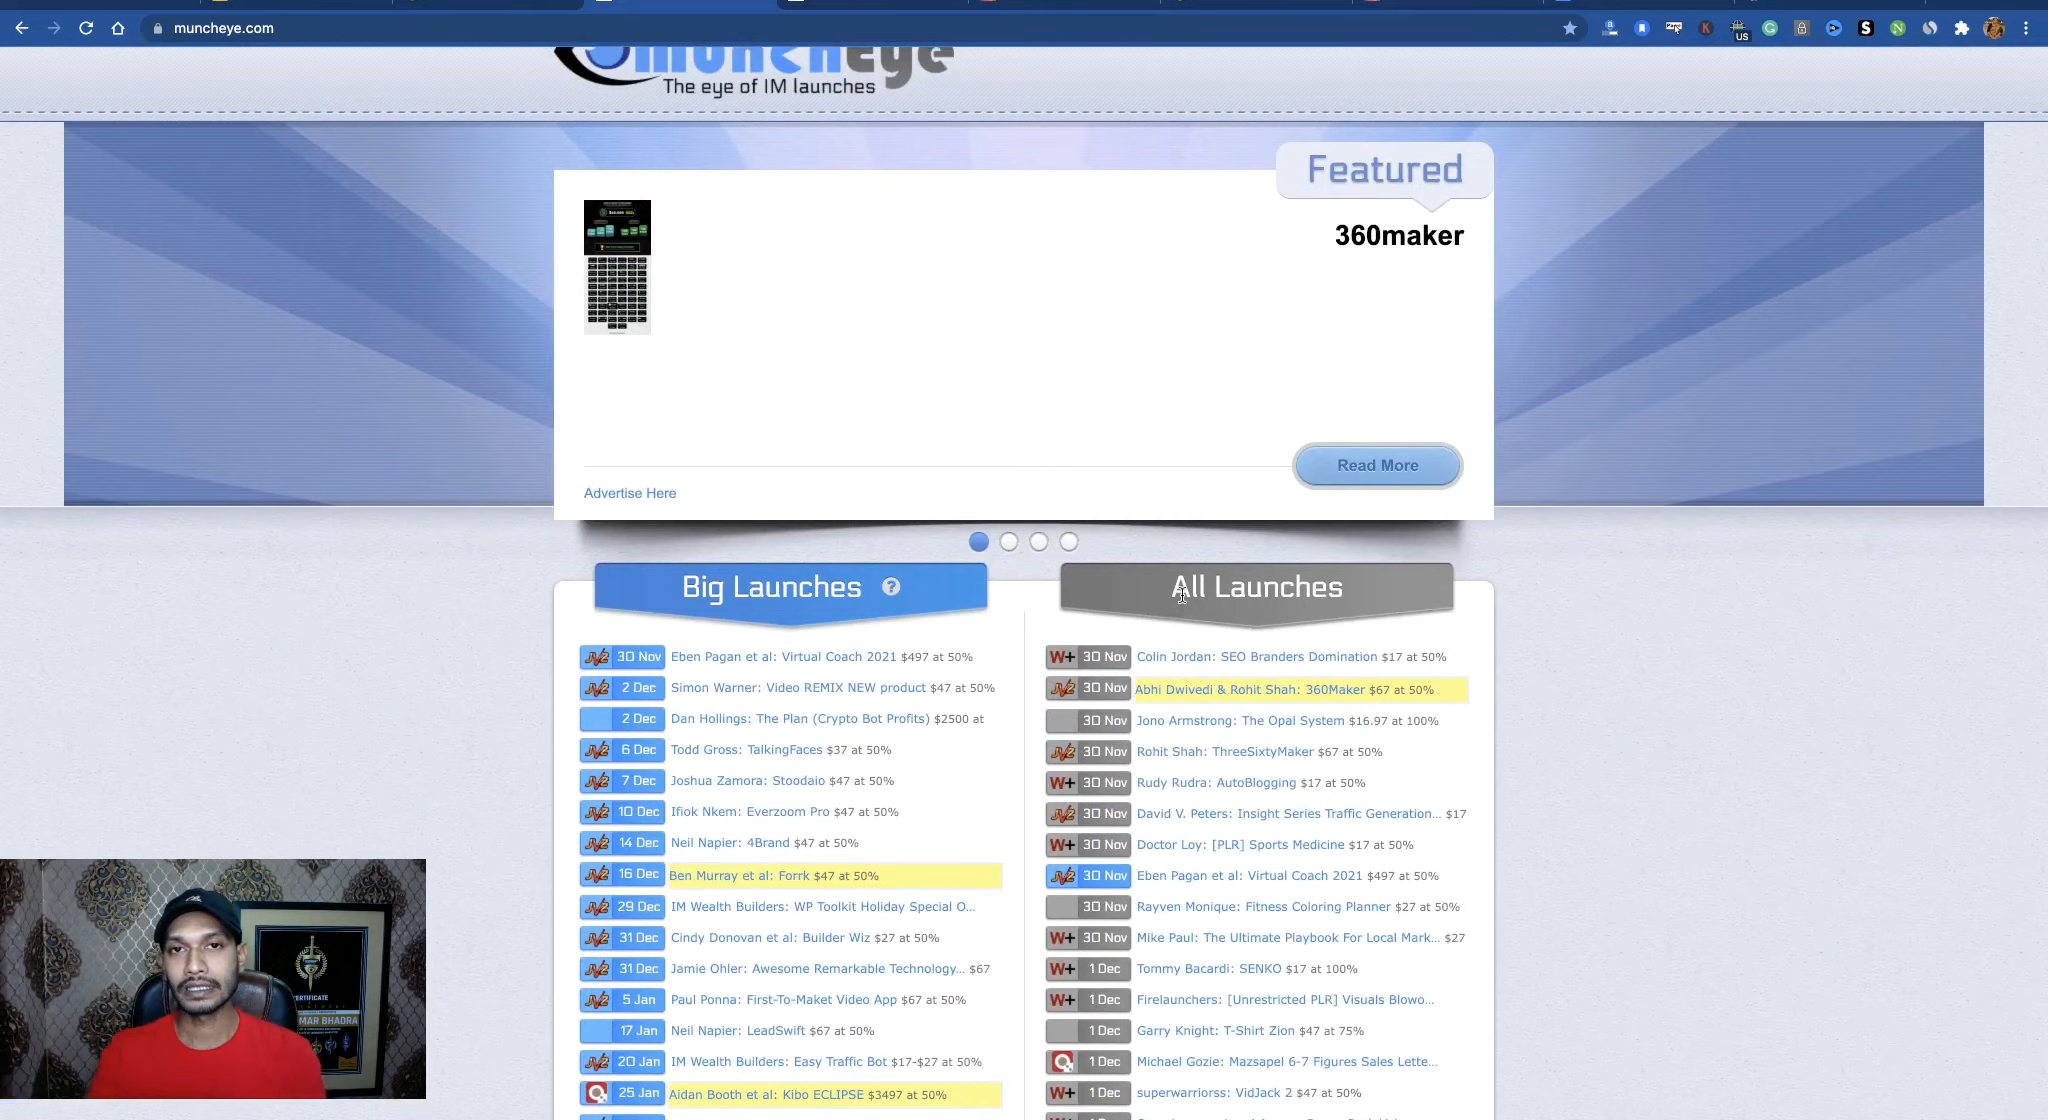 muncheye.com
US
S
munchEye
The eye of IM launches
Featured
360maker
Read More
Advertise Here
Big Launches ?
30 Nov Eben Pagan et al: Virtual Coach 2021 $497 at 50%
2 Dec Simon Warner: Video REMIX NEW product $47 at 50%
2 Dec Dan Hollings: The Plan (Crypto Bot Profits) $2500 at
6 Dec Todd Gross: TalkingFaces $37 at 50%
7 Dec Joshua Zamora: Stoodaio $47 at 50%
10 Dec Ifiok Nkem: Everzoom Pro $47 at 50%
14 Dec Neil Napier: 4Brand $47 at 50%
16 Dec Ben Murray et al: Forrk $47 at 50%
29 Dec IM Wealth Builders: WP Toolkit Holiday Special O...
31 Dec Cindy Donovan et al: Builder Wiz $27 at 50%
31 Dec Jamie Ohler: Awesome Remarkable Technology... $67
5 Jan Paul Ponna: First-To-Maket Video App $67 at 50%
17 Jan Neil Napier: LeadSwift $67 at 50%
20 Jan IM Wealth Builders: Easy Traffic Bot $17-$27 at 50%
25 Jan Aidan Booth et al: Kibo ECLIPSE $3497 at 50%
All Launches
W+ 30 Nov Colin Jordan: SEO Branders Domination $17 at 50%
30 Nov Abhi Dwivedi & Rohit Shah: 360Maker $67 at 50%
30 Nov Jono Armstrong: The Opal System $16.97 at 100%
30 Nov Rohit Shah: ThreeSixtyMaker $67 at 50%
W+ 30 Nov Rudy Rudra: AutoBlogging $17 at 50%
30 Nov David V. Peters: Insight Series Traffic Generation... $17
W+ 30 Nov Doctor Loy: [PLR] Sports Medicine $17 at 50%
30 Nov Eben Pagan et al: Virtual Coach 2021 $497 at 50%
30 Nov Rayven Monique: Fitness Coloring Planner $27 at 50%
W+ 30 Nov Mike Paul: The Ultimate Playbook For Local Mark... $27
W+ 1 Dec Tommy Bacardi: SENKO $17 at 100%
W+ 1 Dec Firelaunchers: [Unrestricted PLR] Visuals Blowo...
1 Dec Garry Knight: T-Shirt Zion $47 at 75%
1 Dec Michael Gozie: Mazsapel 6-7 Figures Sales Lette...
W+ 1 Dec superwarriorss: VidJack 2 $47 at 50%
MAR BHADRA